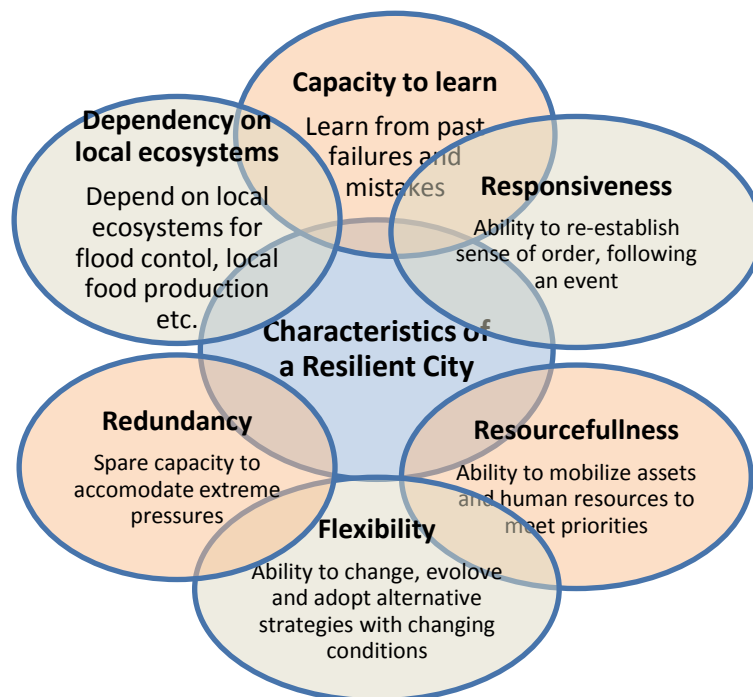 Capacity to learn
Learn from past
failures and
mistakes
Responsiveness
Ability to re-establish
sense of order, following
an event
Resourcefullness
Ability to mobilize assets
and human resources to
meet priorities
Flexibility
Ability to change, evolove
and adopt alternative
strategies with changing
conditions
Redundancy
Spare capacity to
accomodate extreme
pressures
Dependency on
local ecosystems
Depend on local
ecosystems for
flood contol, local
food production
etc.
Characteristics of
a Resilient City